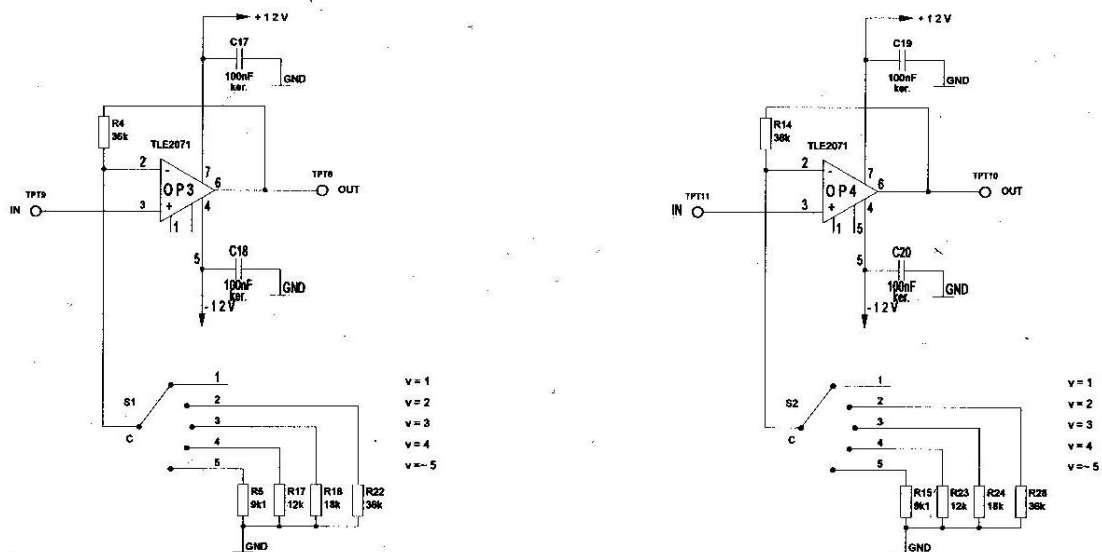 +12V
C17
100nF
ker.
GND
R4
36k
TLE2071
2
-
7
OP3
6
TPT8
OUT
TPT9
IN
3
+
4
1
5
C18
100nF
ker.
GND
-12V
S1
C
1
2
3
4
5
v = 1
v = 2
v = 3
v = 4
v =~ 5
R5
9k1
R17
12k
R18
18k
R22
36k
GND
+12V
C19
100nF
ker.
GND
R14
36k
TLE2071
2
-
7
OP4
6
TPT10
OUT
TPT11
IN
3
+
4
1
5
5
C20
100nF
ker.
GND
-12V
S2
C
1
2
3
4
5
v = 1
v = 2
v = 3
v = 4
v =~ 5
R15
9k1
R23
12k
R24
18k
R28
36k
GND